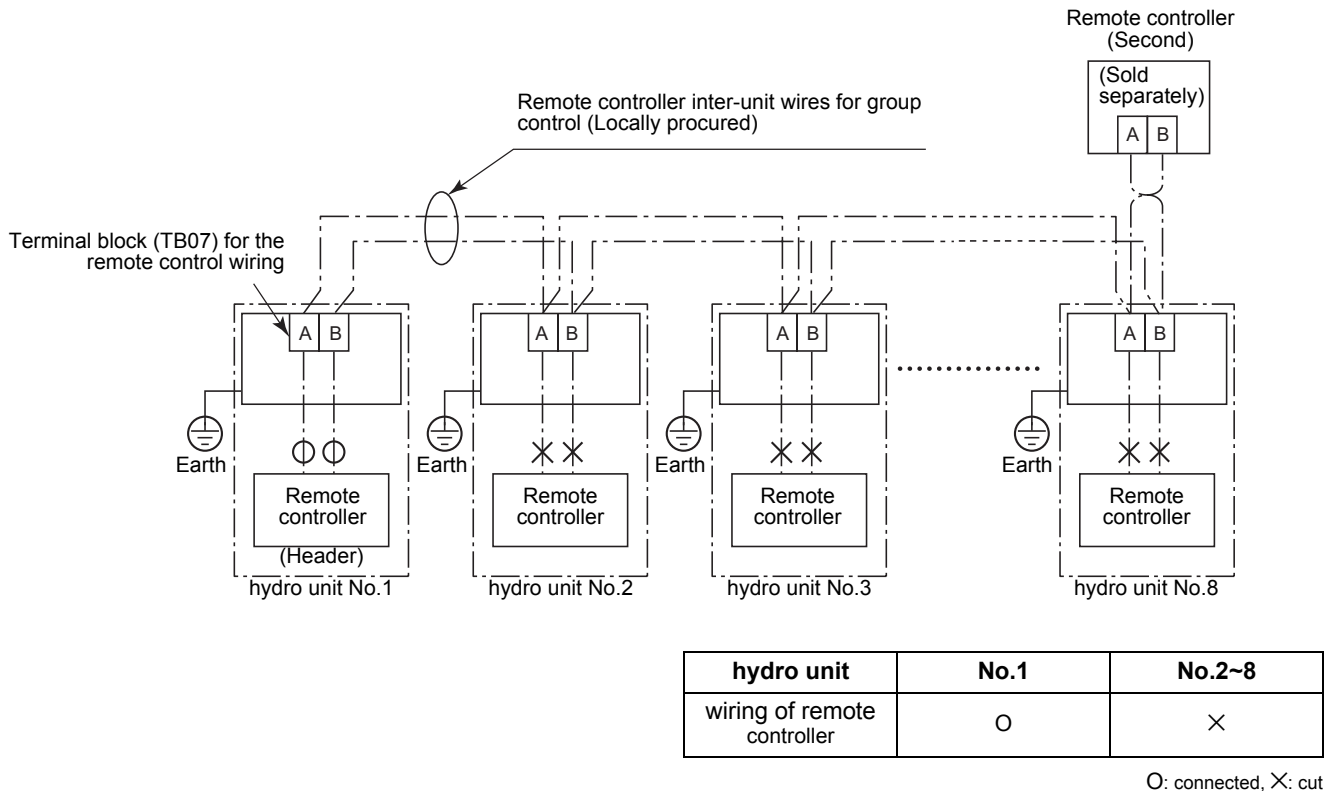 Remote controller
(Second)
(Sold
separately)
A B
Remote controller inter-unit wires for group
control (Locally procured)
Terminal block (TB07) for the
remote control wiring
A B
A B
A B
A B
Earth
Earth
Earth
Earth
Remote
controller
(Header)
Remote
controller
Remote
controller
Remote
controller
hydro unit No.1
hydro unit No.2
hydro unit No.3
hydro unit No.8
hydro unit No.1 No.2~8
wiring of remote
controller
O ×
O: connected, ×: cut